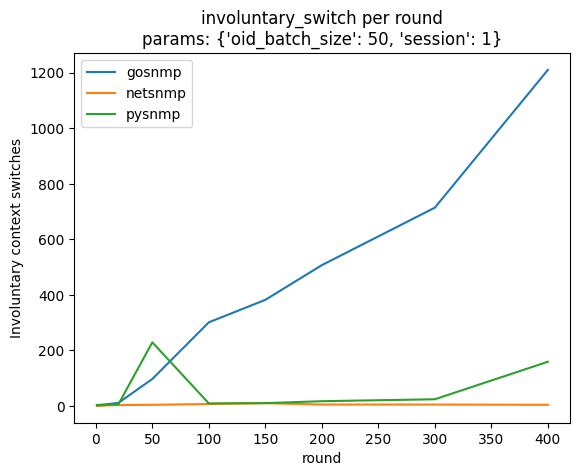 involuntary_switch per round
params: {'oid_batch_size': 50, 'session': 1}
gosnmp
netsnmp
pysnmp
Involuntary context switches
1200
1000
800
600
400
200
0
0 50 100 150 200 250 300 350 400
round